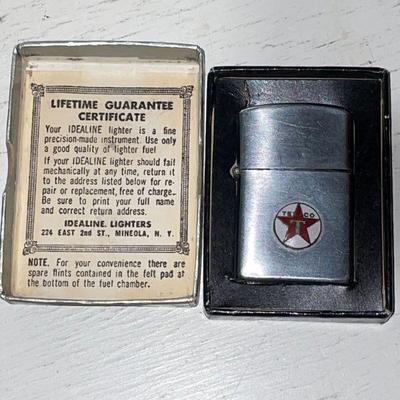 LIFETIME GUARANTEE
CERTIFICATE
Your IDEALINE lighter is a fine
precision-made instrument. Use only
a good quality of lighter fuel
If your IDEALINE lighter should fail
mechanically at any time, return it
to the address listed below for re-
pair or replacement, free of charge.
Be sure to print your full name
and correct return address.
IDEALINE LIGHTERS
224 EAST 2nd ST., MINEOLA, N. Y.
NOTE. For your convenience there are
spare flints contained in the felt pad at
the bottom of the fuel chamber.
TEXACO
T